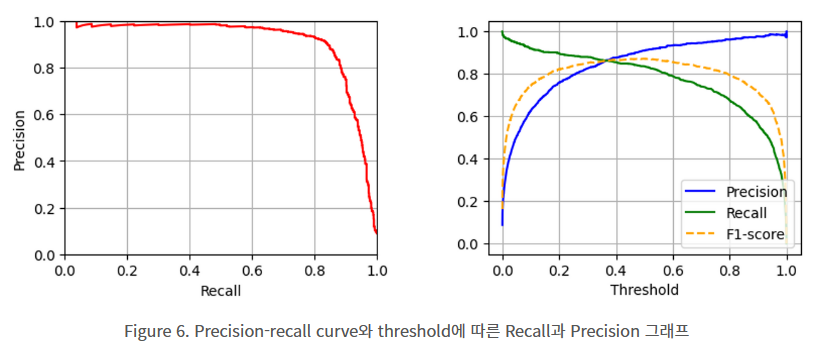 1.0
0.8
0.6
0.4
0.2
0.0
Precision
0.0 0.2 0.4 0.6 0.8 1.0
Recall
1.0
0.8
0.6
0.4
0.2
0.0
Precision
Recall
F1-score
0.0 0.2 0.4 0.6 0.8 1.0
Threshold
Figure 6. Precision-recall curve와 threshold에 따른 Recall과 Precision 그래프